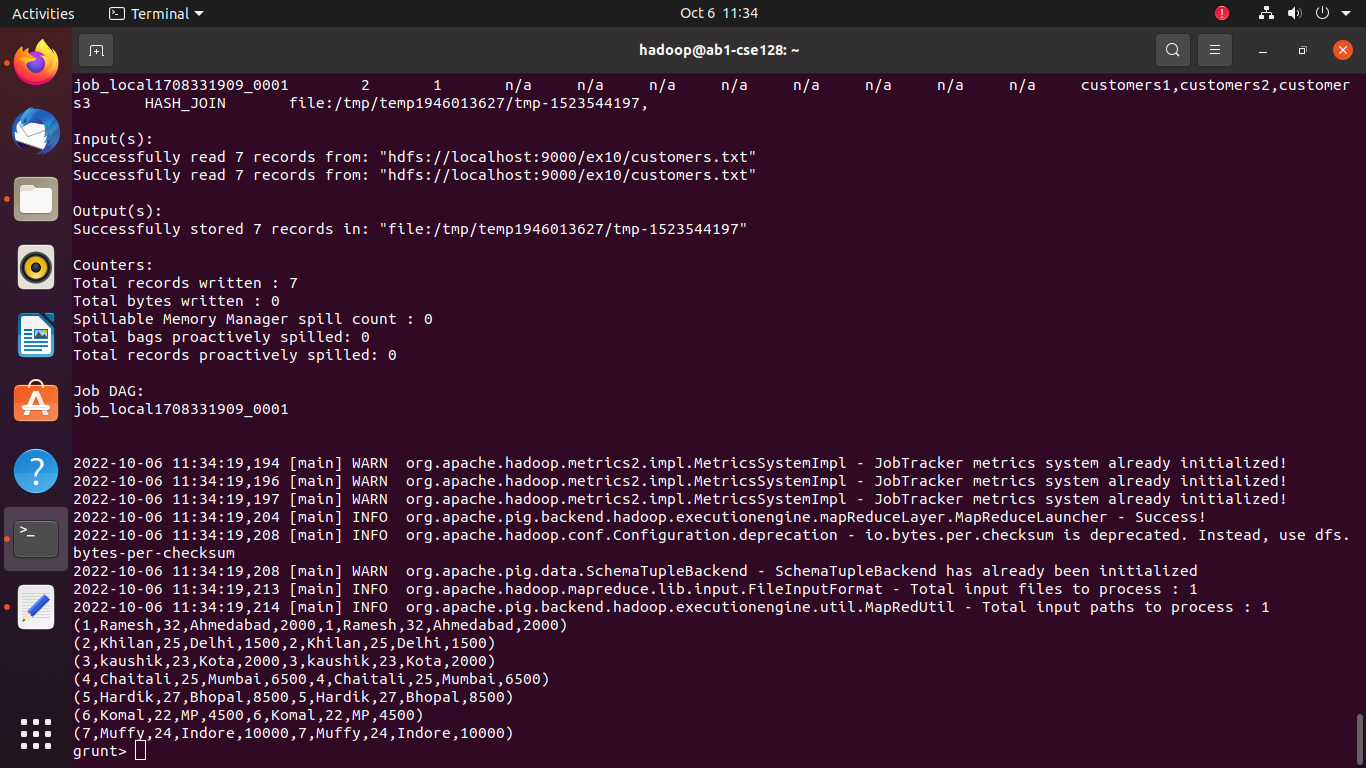 Activities Terminal Oct 6 11:34
hadoop@ab1-cse128: ~
job_local1708331909_0001 2 1 n/a n/a n/a n/a n/a n/a n/a n/a customers1,customers2,customer
s3 HASH_JOIN file:/tmp/temp1946013627/tmp-1523544197,
Input(s):
Successfully read 7 records from: "hdfs://localhost:9000/ex10/customers.txt"
Successfully read 7 records from: "hdfs://localhost:9000/ex10/customers.txt"
Output(s):
Successfully stored 7 records in: "file:/tmp/temp1946013627/tmp-1523544197"
Counters:
Total records written : 7
Total bytes written : 0
Spillable Memory Manager spill count : 0
Total bags proactively spilled: 0
Total records proactively spilled: 0
Job DAG:
job_local1708331909_0001
2022-10-06 11:34:19,194 [main] WARN  org.apache.hadoop.metrics2.impl.MetricsSystemImpl - JobTracker metrics system already initialized!
2022-10-06 11:34:19,196 [main] WARN  org.apache.hadoop.metrics2.impl.MetricsSystemImpl - JobTracker metrics system already initialized!
2022-10-06 11:34:19,197 [main] WARN  org.apache.hadoop.metrics2.impl.MetricsSystemImpl - JobTracker metrics system already initialized!
2022-10-06 11:34:19,204 [main] INFO  org.apache.pig.backend.hadoop.executionengine.mapReduceLayer.MapReduceLauncher - Success!
2022-10-06 11:34:19,208 [main] INFO  org.apache.hadoop.conf.Configuration.deprecation - io.bytes.per.checksum is deprecated. Instead, use dfs.
bytes-per-checksum
2022-10-06 11:34:19,208 [main] WARN  org.apache.pig.data.SchemaTupleBackend - SchemaTupleBackend has already been initialized
2022-10-06 11:34:19,213 [main] INFO  org.apache.hadoop.mapreduce.lib.input.FileInputFormat - Total input files to process : 1
2022-10-06 11:34:19,214 [main] INFO  org.apache.pig.backend.hadoop.executionengine.util.MapRedUtil - Total input paths to process : 1
(1,Ramesh,32,Ahmedabad,2000,1,Ramesh,32,Ahmedabad,2000)
(2,Khilan,25,Delhi,1500,2,Khilan,25,Delhi,1500)
(3,kaushik,23,Kota,2000,3,kaushik,23,Kota,2000)
(4,Chaitali,25,Mumbai,6500,4,Chaitali,25,Mumbai,6500)
(5,Hardik,27,Bhopal,8500,5,Hardik,27,Bhopal,8500)
(6,Komal,22,MP,4500,6,Komal,22,MP,4500)
(7,Muffy,24,Indore,10000,7,Muffy,24,Indore,10000)
grunt>